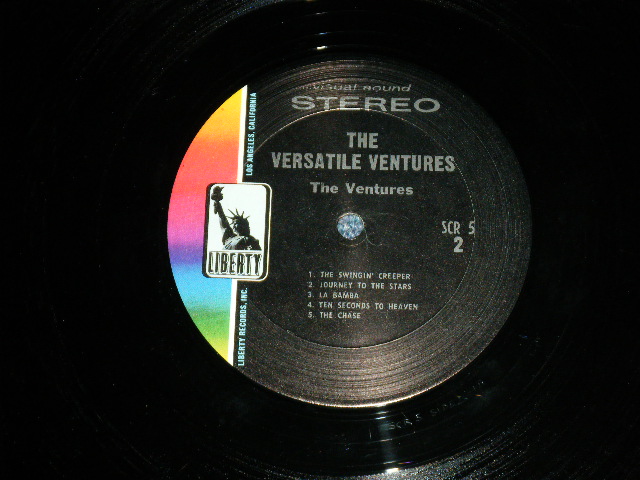 visual sound
STEREO
THE
VERSATILE VENTURES
The Ventures
SCR 5
2
1. THE SWINGIN' CREEPER
2. JOURNEY TO THE STARS
3. LA BAMBA
4. TEN SECONDS TO HEAVEN
5. THE CHASE
LIBERTY
LIBERTY RECORDS, INC.
LOS ANGELES, CALIFORNIA